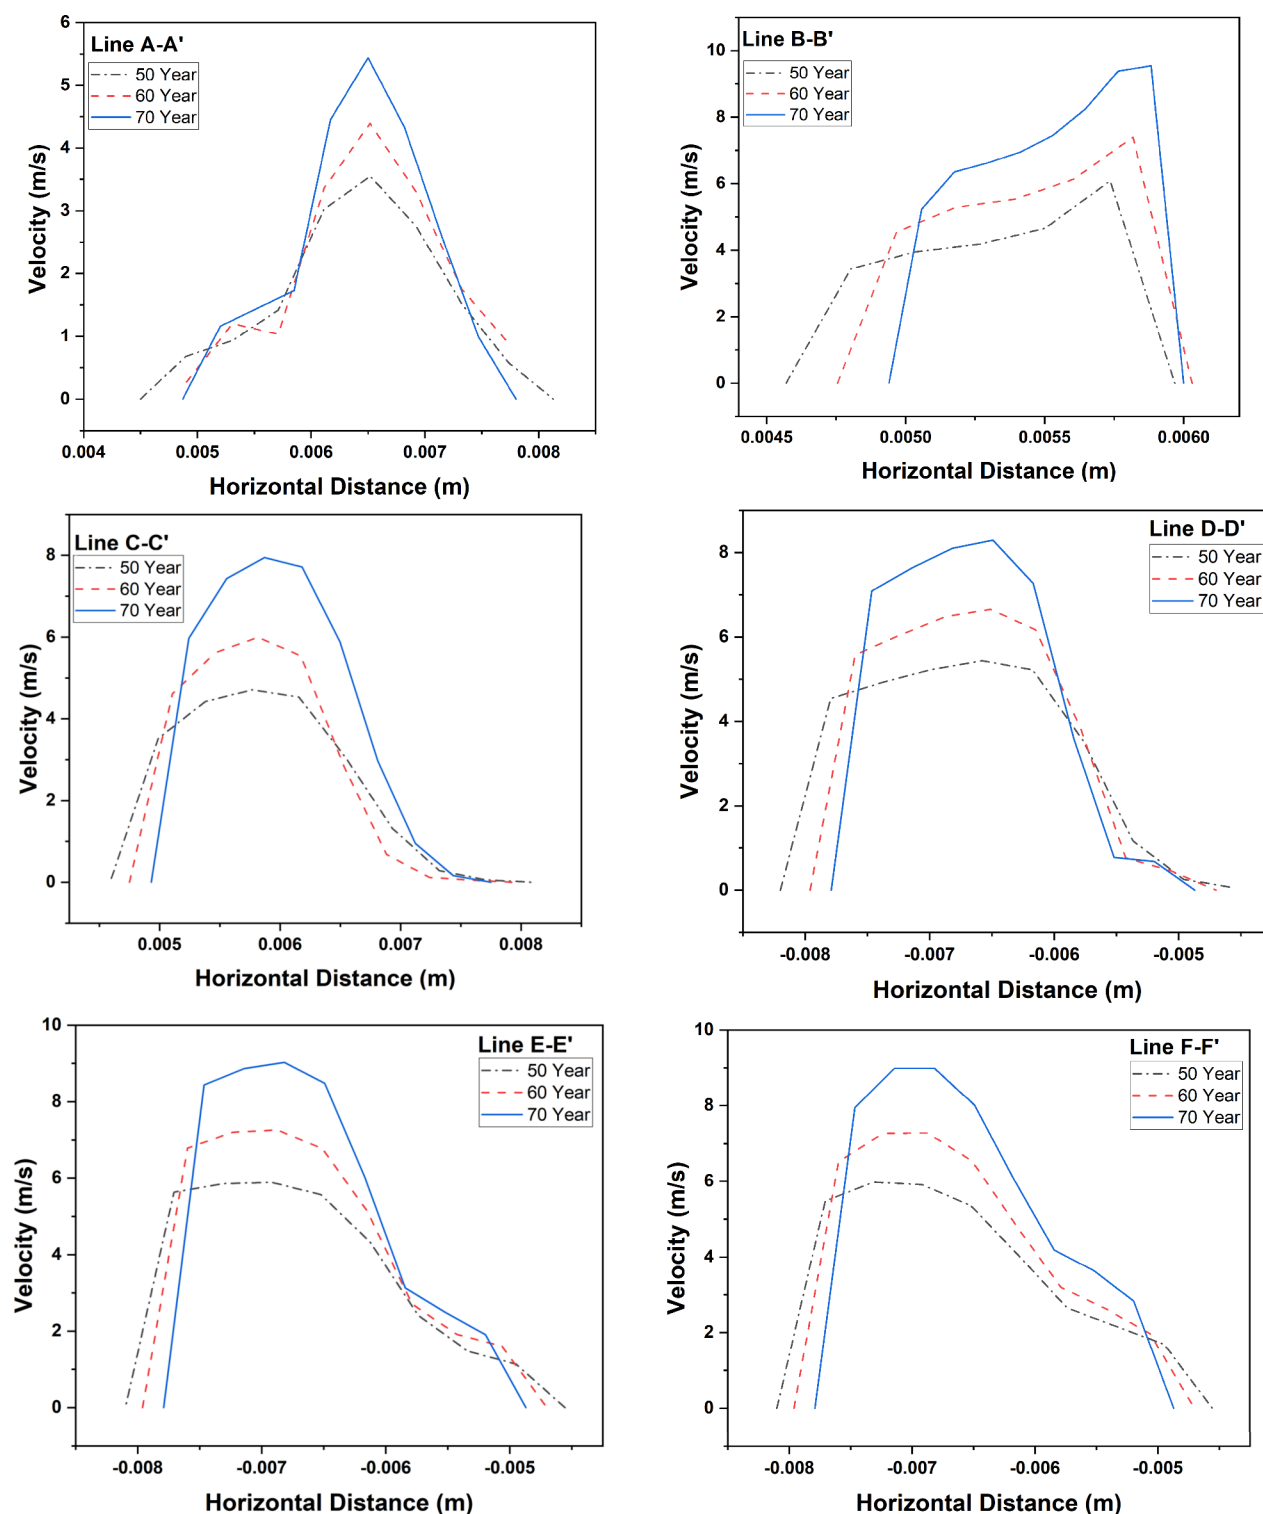 Line A-A'
50 Year
60 Year
70 Year
6
5
4
3
2
1
0
Velocity (m/s)
0.004 0.005 0.006 0.007 0.008
Horizontal Distance (m)
Line B-B'
50 Year
60 Year
70 Year
10
8
6
4
2
0
Velocity (m/s)
0.0045 0.0050 0.0055 0.0060
Horizontal Distance (m)
Line C-C'
50 Year
60 Year
70 Year
8
6
4
2
0
Velocity (m/s)
0.005 0.006 0.007 0.008
Horizontal Distance (m)
Line D-D'
50 Year
60 Year
70 Year
8
6
4
2
0
Velocity (m/s)
-0.008 -0.007 -0.006 -0.005
Horizontal Distance (m)
Line E-E'
50 Year
60 Year
70 Year
10
8
6
4
2
0
Velocity (m/s)
-0.008 -0.007 -0.006 -0.005
Horizontal Distance (m)
Line F-F'
50 Year
60 Year
70 Year
10
8
6
4
2
0
Velocity (m/s)
-0.008 -0.007 -0.006 -0.005
Horizontal Distance (m)